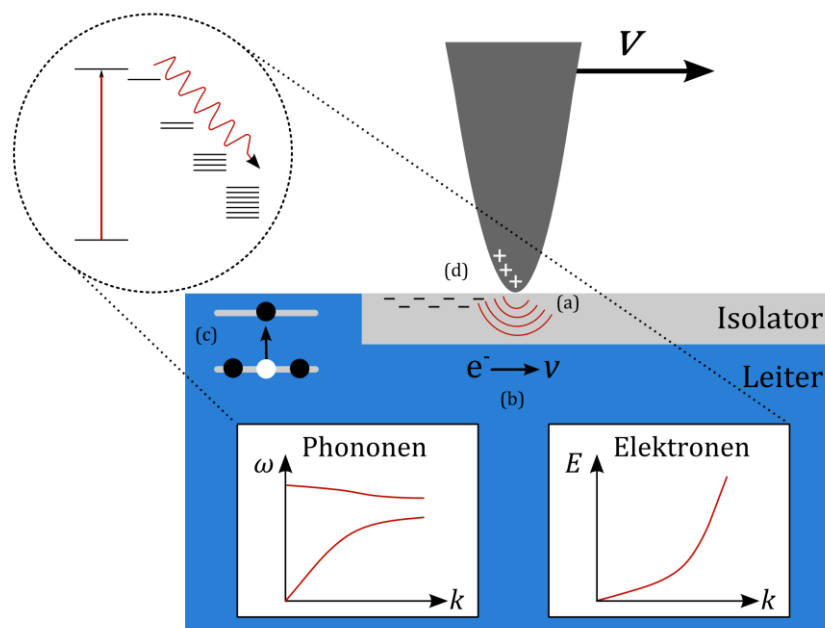 V
(d)
+
+
+
(a)
(c)
Isolator
e⁻ v
Leiter
(b)
Phononen
ω
k
Elektronen
E
k